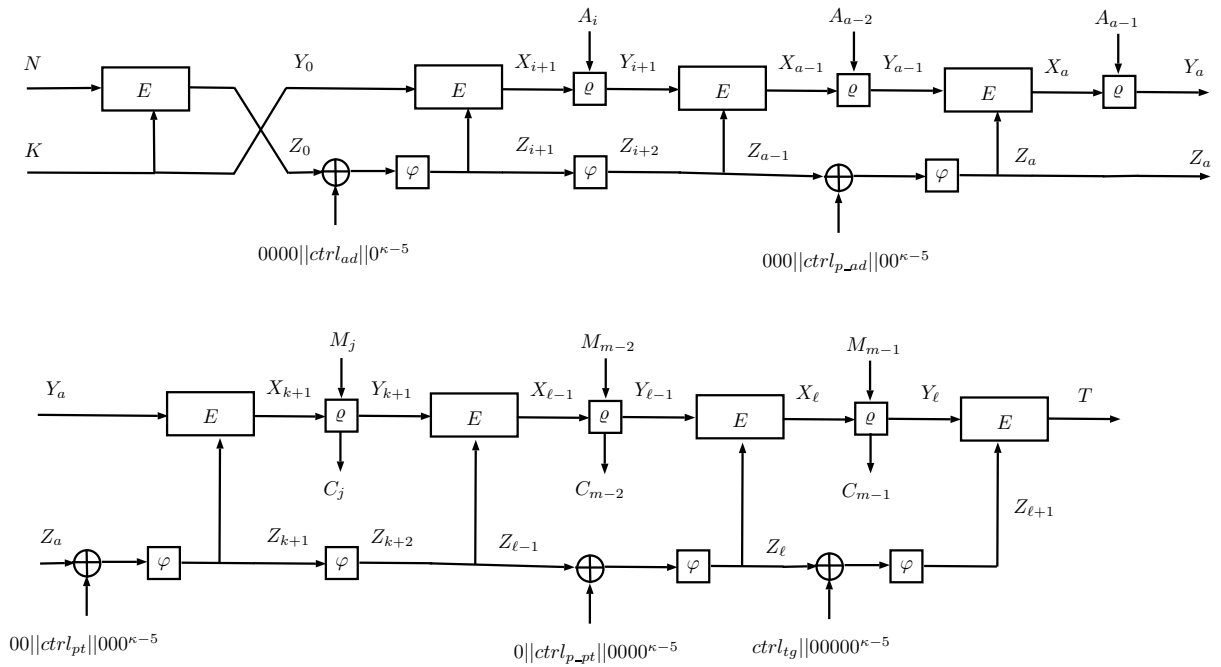 A_i A_{a−2} A_{a−1}
N Y_0 X_{i+1} Y_{i+1} X_{a−1} Y_{a−1} X_a Y_a
E E ϱ E ϱ E ϱ
K Z_0 Z_{i+1} Z_{i+2} Z_{a−1} Z_a Z_a
φ φ φ
0000||ctrl_{ad}||0^{κ−5} 000||ctrl_{p_ad}||00^{κ−5}
M_j M_{m−2} M_{m−1}
Y_a X_{k+1} Y_{k+1} X_{ℓ−1} Y_{ℓ−1} X_ℓ Y_ℓ T
E ϱ E ϱ E ϱ E
C_j C_{m−2} C_{m−1}
Z_a Z_{k+1} Z_{k+2} Z_{ℓ−1} Z_ℓ Z_{ℓ+1}
φ φ φ φ
00||ctrl_{pt}||000^{κ−5} 0||ctrl_{p_pt}||0000^{κ−5} ctrl_{tg}||00000^{κ−5}